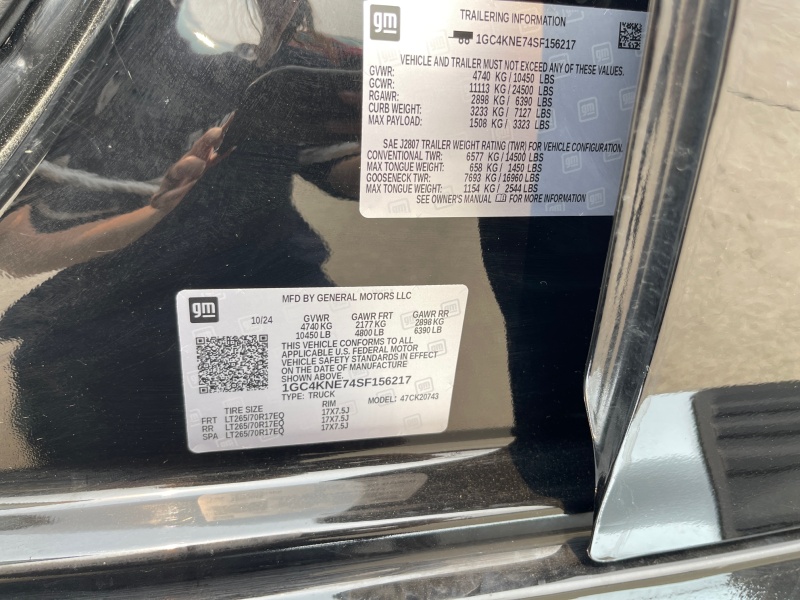 gm
TRAILERING INFORMATION
1GC4KNE74SF156217
VEHICLE AND TRAILER MUST NOT EXCEED ANY OF THESE VALUES.
GVWR: 4740 KG / 10450 LBS
GCWR: 11113 KG / 24500 LBS
RGAWR: 2898 KG / 6390 LBS
CURB WEIGHT: 3233 KG / 7127 LBS
MAX PAYLOAD: 1508 KG / 3323 LBS
SAE J2807 TRAILER WEIGHT RATING (TWR) FOR VEHICLE CONFIGURATION.
CONVENTIONAL TWR: 6577 KG / 14500 LBS
MAX TONGUE WEIGHT: 658 KG / 1450 LBS
GOOSENECK TWR: 7693 KG / 16960 LBS
MAX TONGUE WEIGHT: 1154 KG / 2544 LBS
SEE OWNER'S MANUAL FOR MORE INFORMATION
gm
MFD BY GENERAL MOTORS LLC
10/24 GVWR GAWR FRT GAWR RR
4740 KG 2177 KG 2898 KG
10450 LB 4800 LB 6390 LB
THIS VEHICLE CONFORMS TO ALL
APPLICABLE U.S. FEDERAL MOTOR
VEHICLE SAFETY STANDARDS IN EFFECT
ON THE DATE OF MANUFACTURE
SHOWN ABOVE.
1GC4KNE74SF156217
TYPE: TRUCK MODEL: 47CK20743
TIRE SIZE RIM
FRT LT265/70R17EQ 17X7.5J
RR LT265/70R17EQ 17X7.5J
SPA LT265/70R17EQ 17X7.5J